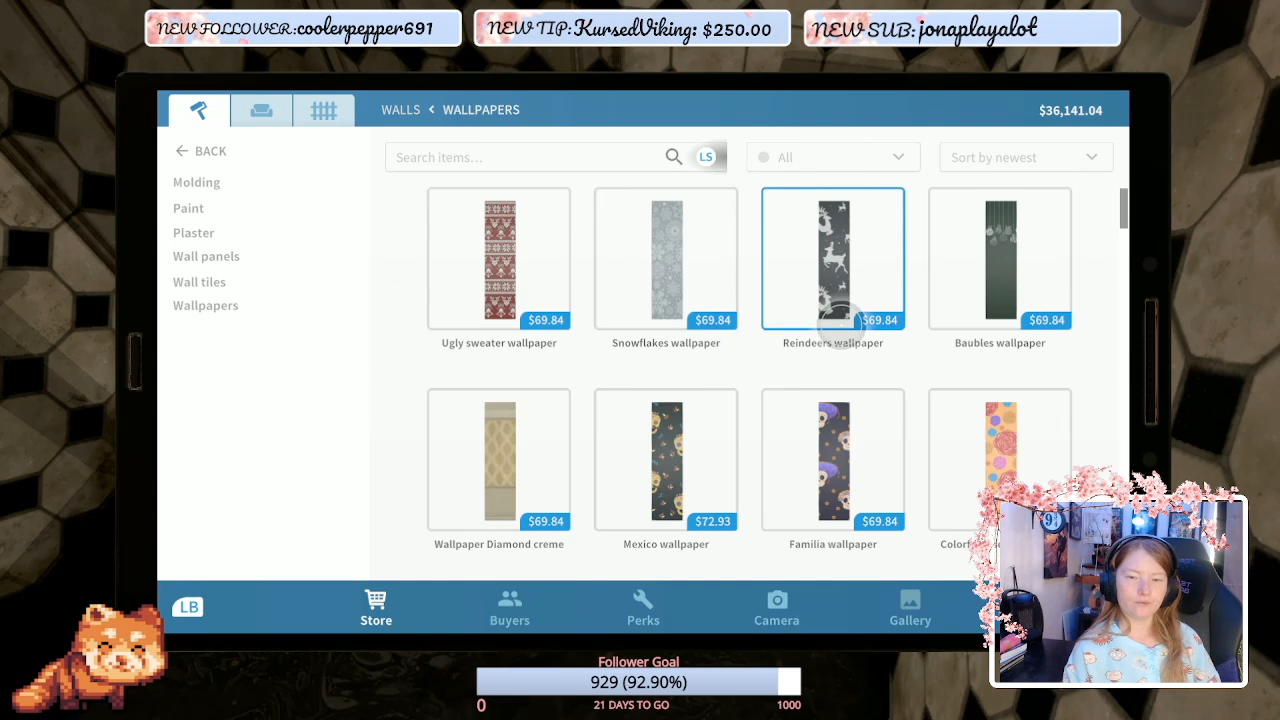 NEW FOLLOWER: coolerpepper691
NEW TIP: KursedViking: $250.00
NEW SUB: jonaplayalot
WALLS < WALLPAPERS
$36,141.04
BACK
Search items...
LS
All
Sort by newest
Molding
Paint
Plaster
Wall panels
Wall tiles
Wallpapers
$69.84
$69.84
$69.84
$69.84
Ugly sweater wallpaper
Snowflakes wallpaper
Reindeers wallpaper
Baubles wallpaper
$69.84
$72.93
$69.84
Wallpaper Diamond creme
Mexico wallpaper
Familia wallpaper
LB
Store
Buyers
Perks
Camera
Gallery
Follower Goal
929 (92.90%)
0
21 DAYS TO GO
1000